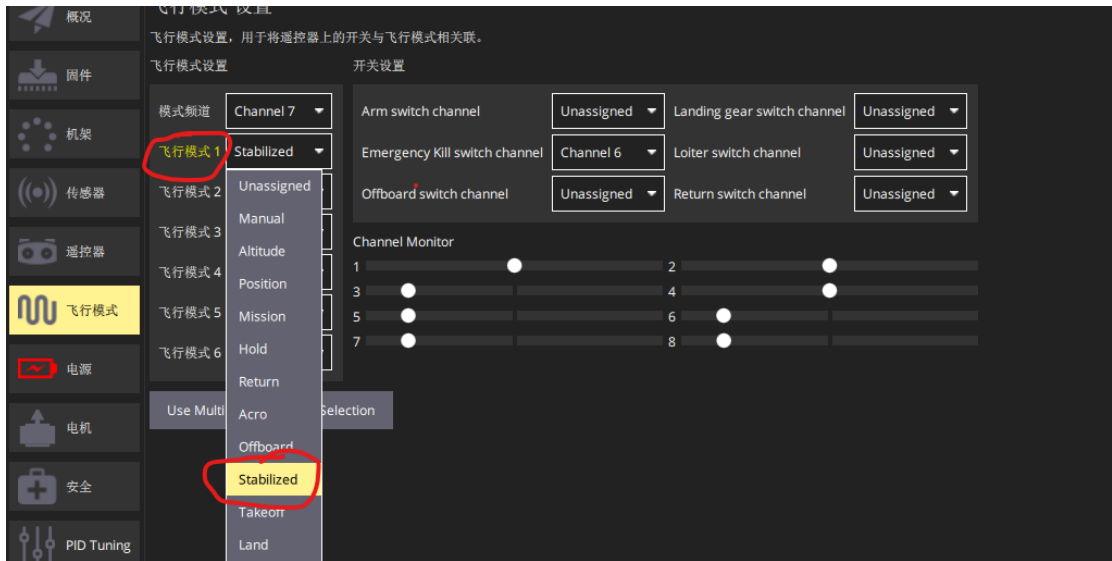 概况
飞行模式 设置
飞行模式设置，用于将遥控器上的开关与飞行模式相关联。
固件
飞行模式设置
开关设置
模式频道 Channel 7
Arm switch channel Unassigned
Landing gear switch channel Unassigned
机架
飞行模式 1 Stabilized
Emergency Kill switch channel Channel 6
Loiter switch channel Unassigned
传感器
飞行模式 2
Unassigned
Offboard switch channel Unassigned
Return switch channel Unassigned
Manual
飞行模式 3
遥控器
Altitude
Channel Monitor
1
2
飞行模式 4
Position
3
4
飞行模式
飞行模式 5
Mission
5
6
7
8
飞行模式 6
Hold
电源
Return
Use Multi
Acro
Selection
电机
Offboard
Stabilized
安全
Takeoff
PID Tuning
Land